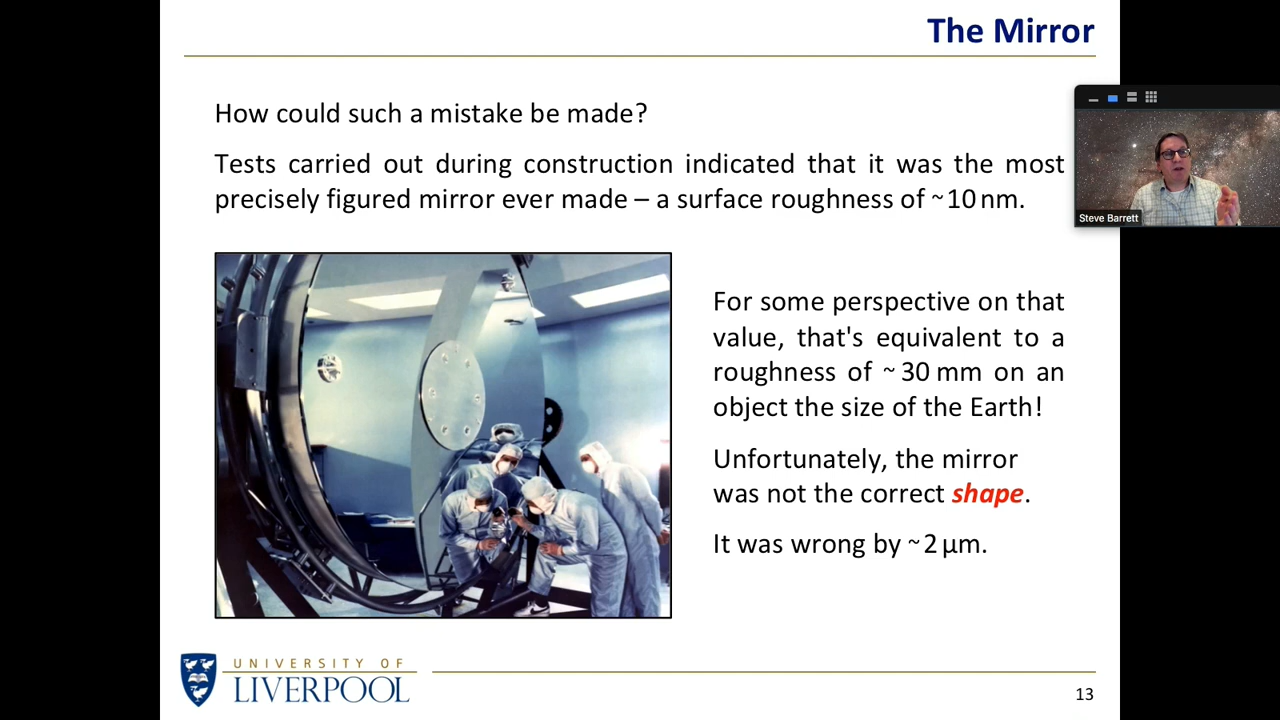 The Mirror
How could such a mistake be made?
Tests carried out during construction indicated that it was the most
precisely figured mirror ever made – a surface roughness of ~10 nm.
Steve Barrett
For some perspective on that
value, that's equivalent to a
roughness of ~30 mm on an
object the size of the Earth!
Unfortunately, the mirror
was not the correct shape.
It was wrong by ~2 µm.
UNIVERSITY OF
LIVERPOOL
13